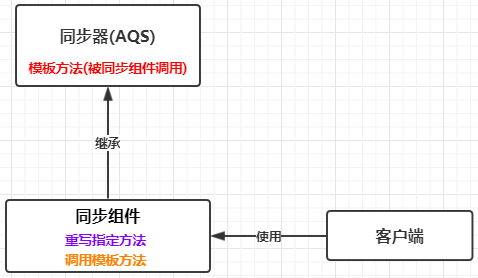 同步器(AQS)
模板方法(被同步组件调用)
继承
同步组件
重写指定方法
调用模板方法
使用
客户端